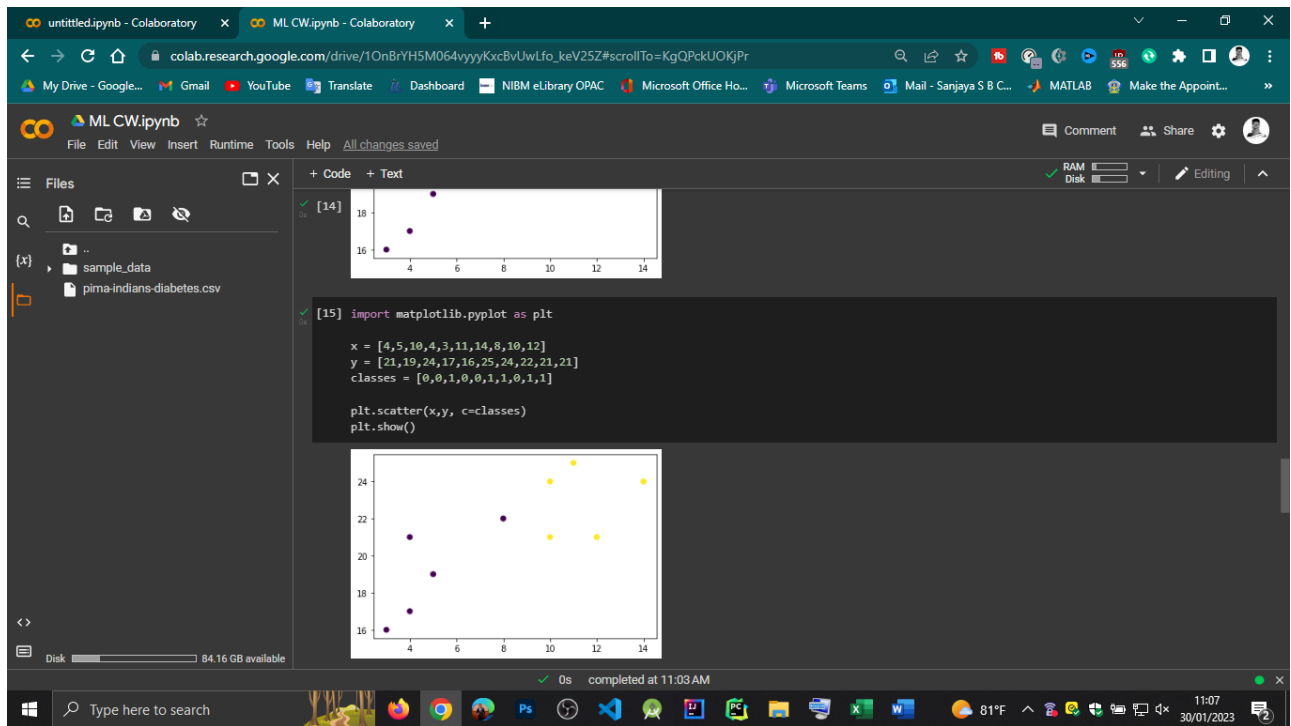 untittled.ipynb - Colaboratory
ML CW.ipynb - Colaboratory
colab.research.google.com/drive/1OnBrYH5M064vyyyKxcBvUwLfo_keV25Z#scrollTo=KgQPckUOKjPr
My Drive - Google... Gmail YouTube Translate Dashboard NIBM eLibrary OPAC Microsoft Office Ho... Microsoft Teams Mail - Sanjaya S B C... MATLAB Make the Appoint... »
ML CW.ipynb
Comment Share
File Edit View Insert Runtime Tools Help All changes saved
Files
+ Code + Text
RAM
Disk
Editing
..
sample_data
pima-indians-diabetes.csv
{x}
[14]
0s
18
16
4 6 8 10 12 14
[15] import matplotlib.pyplot as plt
0s
x = [4,5,10,4,3,11,14,8,10,12]
y = [21,19,24,17,16,25,24,22,21,21]
classes = [0,0,1,0,0,1,1,0,1,1]
plt.scatter(x,y, c=classes)
plt.show()
24
22
20
18
16
4 6 8 10 12 14
<>
Disk 84.16 GB available
0s completed at 11:03 AM
Type here to search
Ps
81°F
11:07
30/01/2023
2